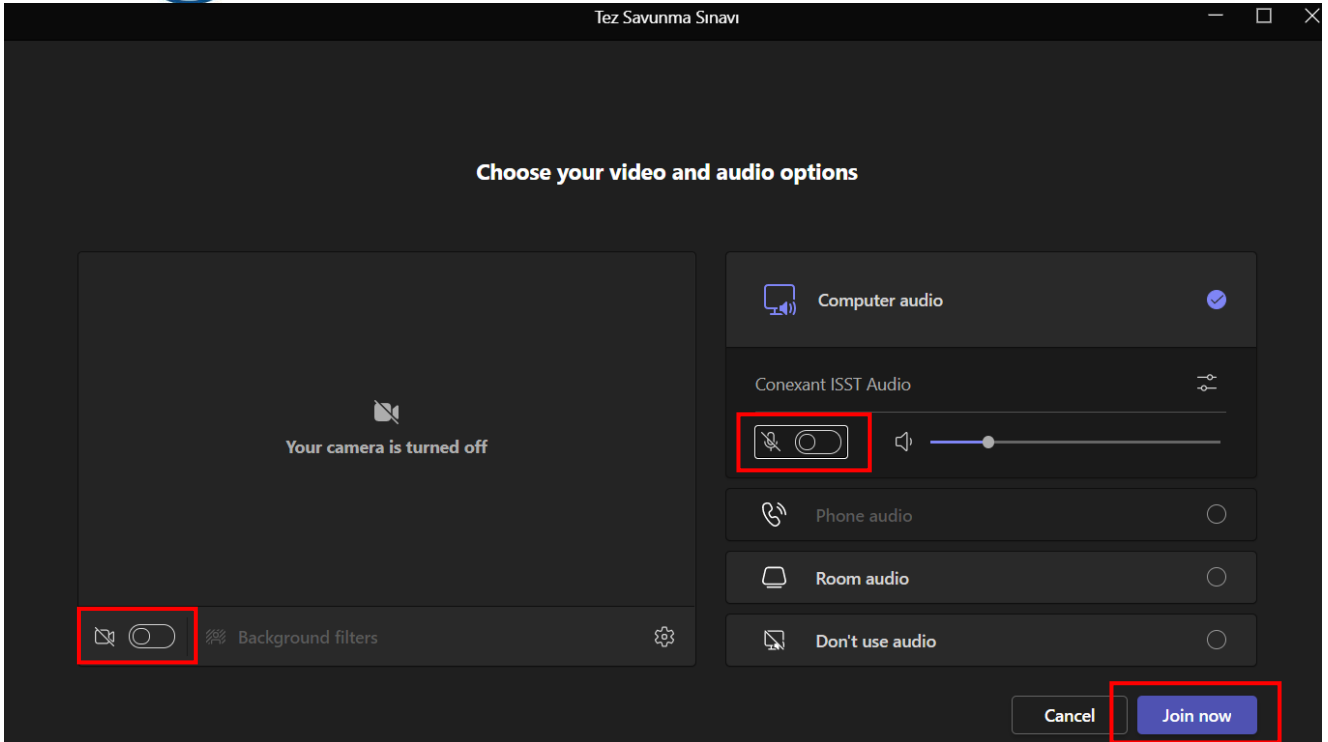 Tez Savunma Sınavı
Choose your video and audio options
Your camera is turned off
Background filters
Computer audio
Conexant ISST Audio
Phone audio
Room audio
Don't use audio
Cancel
Join now